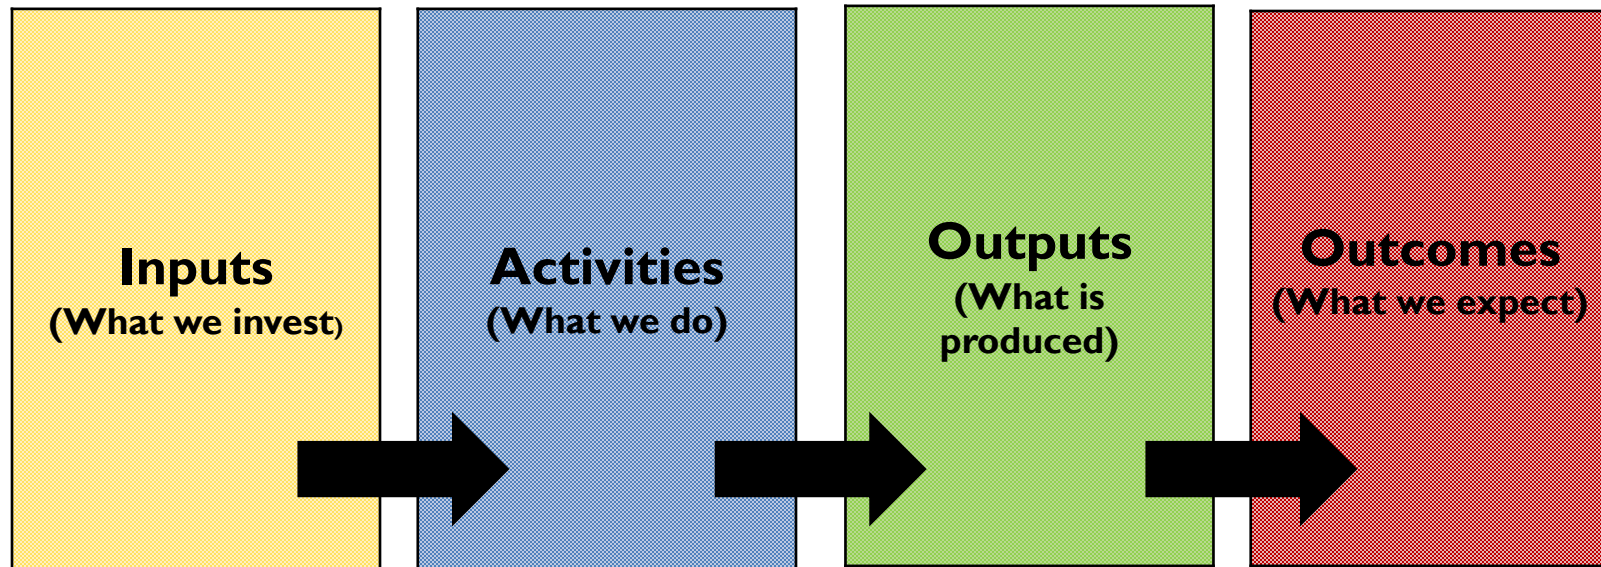 Inputs
(What we invest)
Activities
(What we do)
Outputs
(What is
produced)
Outcomes
(What we expect)